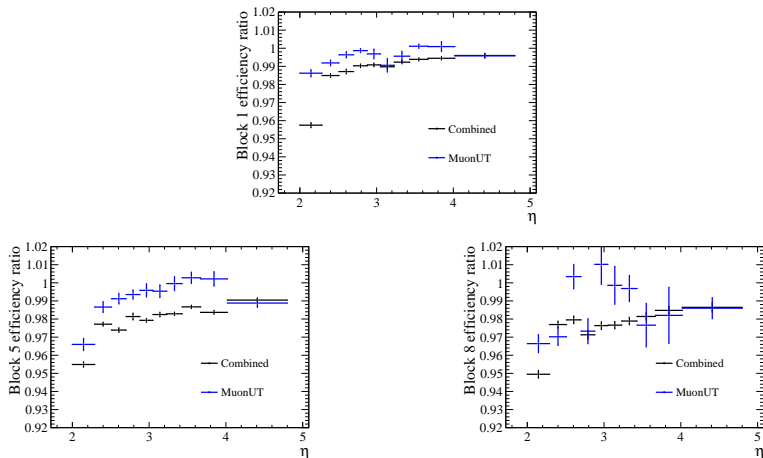 Block 1 efficiency ratio
1.02
1.01
1
0.99
0.98
0.97
0.96
0.95
0.94
0.93
0.92
Combined
MuonUT
2 3 4 5
η
Block 5 efficiency ratio
1.02
1.01
1
0.99
0.98
0.97
0.96
0.95
0.94
0.93
0.92
Combined
MuonUT
2 3 4 5
η
Block 8 efficiency ratio
1.02
1.01
1
0.99
0.98
0.97
0.96
0.95
0.94
0.93
0.92
Combined
MuonUT
2 3 4 5
η